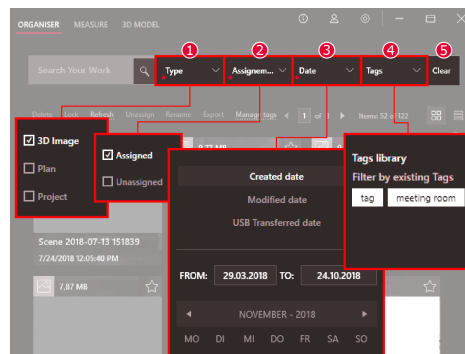 ORGANISER MEASURE 3D MODEL
1 2 3 4 5
Search Your Work Type Assignem... Date Tags Clear
Delete Lock Refresh Unassign Rename Export Manage tags 1 of 3 Items: 52 of 122
3D Image
Plan
Project
Assigned
Unassigned
Created date
Modified date
USB Transferred date
FROM: 29.03.2018 TO: 24.10.2018
NOVEMBER - 2018
MO DI MI DO FR SA SO
Tags library
Filter by existing Tags
tag meeting room
Scene 2018-07-13 151839
7/24/2018 12:05:40 PM
7,87 MB